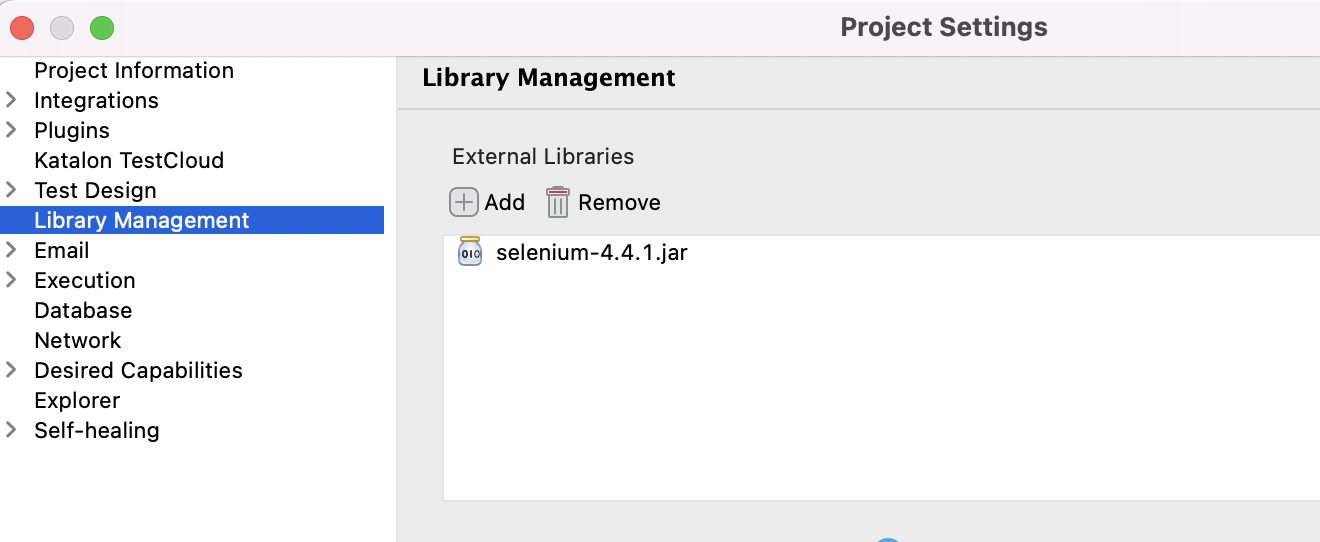 Project Settings
Project Information
Integrations
Plugins
Katalon TestCloud
Test Design
Library Management
Email
Execution
Database
Network
Desired Capabilities
Explorer
Self-healing
Library Management
External Libraries
Add Remove
010 selenium-4.4.1.jar